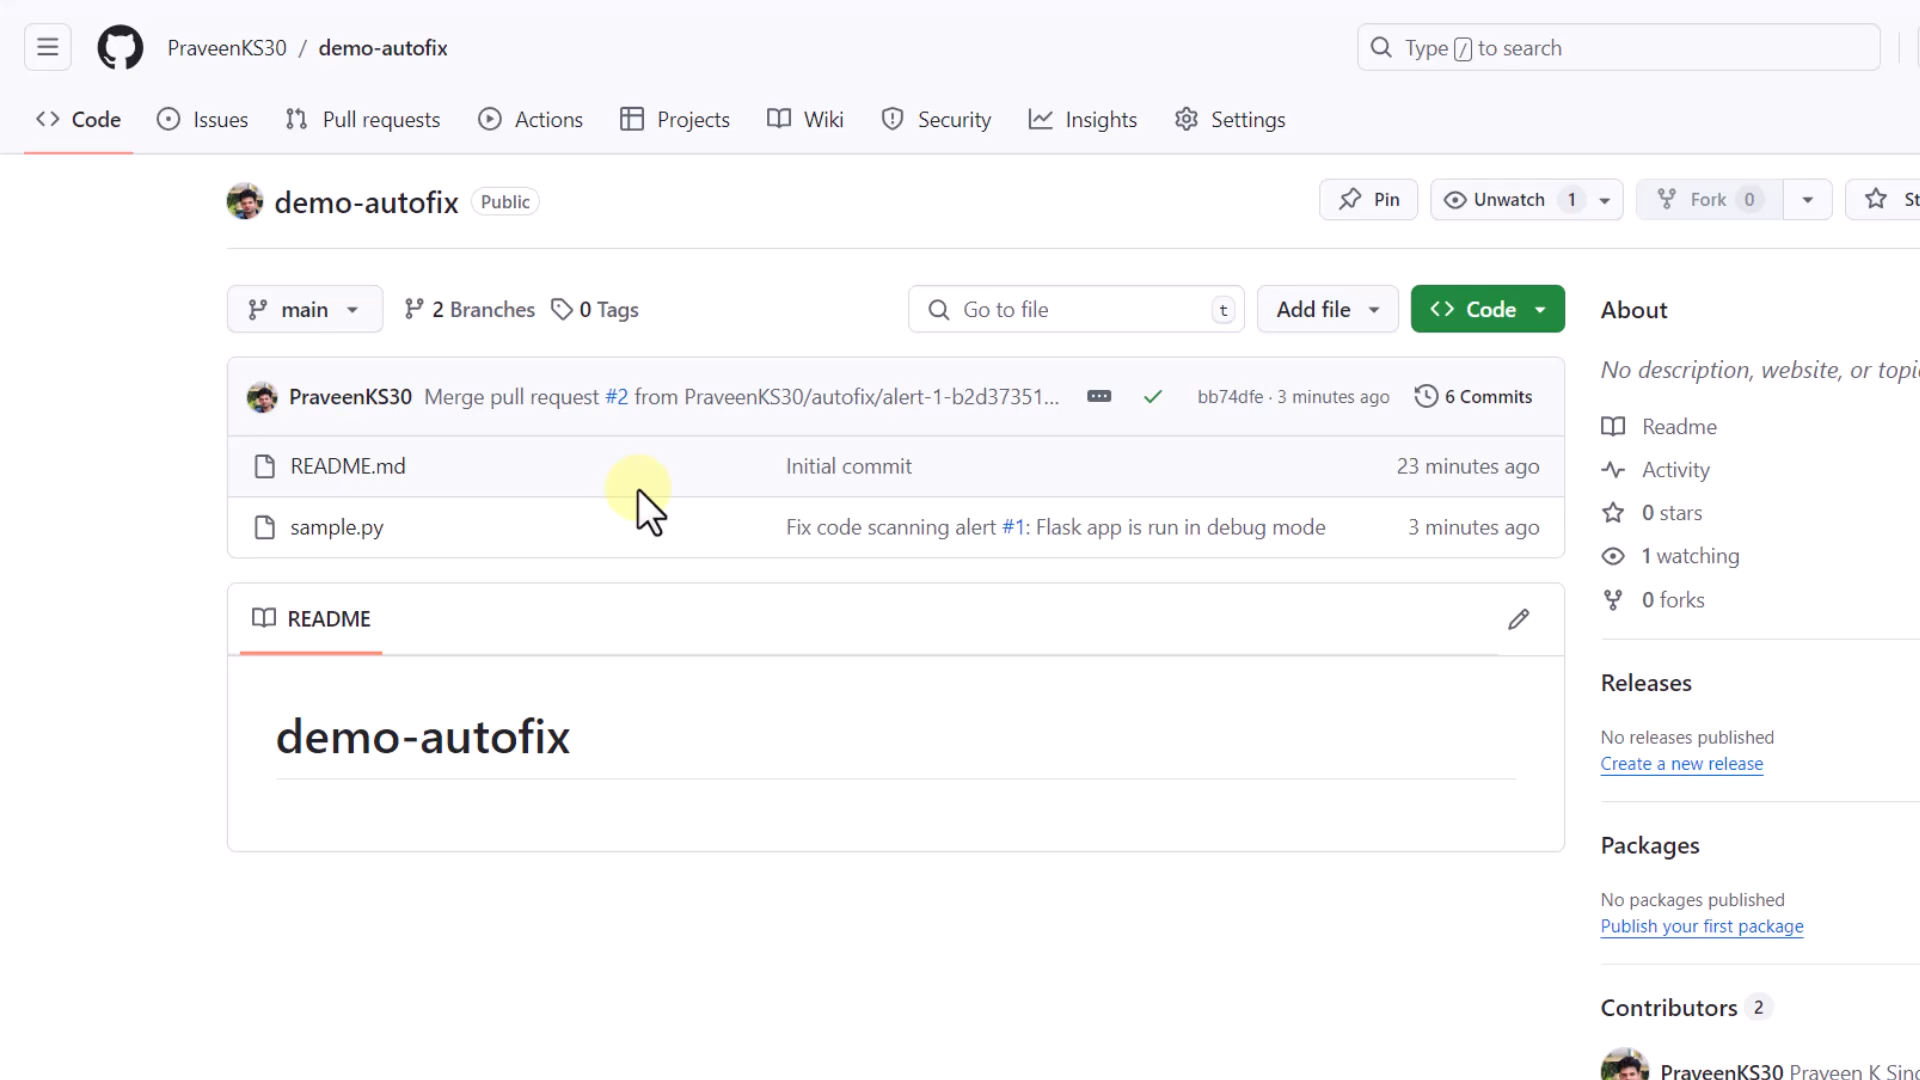 PraveenKS30 / demo-autofix
Type / to search
Code Issues Pull requests Actions Projects Wiki Security Insights Settings
demo-autofix Public
Pin Unwatch 1 Fork 0 St
main 2 Branches 0 Tags
Go to file t Add file Code
PraveenKS30 Merge pull request #2 from PraveenKS30/autofix/alert-1-b2d37351... bb74dfe · 3 minutes ago 6 Commits
README.md Initial commit 23 minutes ago
sample.py Fix code scanning alert #1: Flask app is run in debug mode 3 minutes ago
README
demo-autofix
About
No description, website, or topi
Readme
Activity
0 stars
1 watching
0 forks
Releases
No releases published
Create a new release
Packages
No packages published
Publish your first package
Contributors 2
PraveenKS30 Praveen K Sin